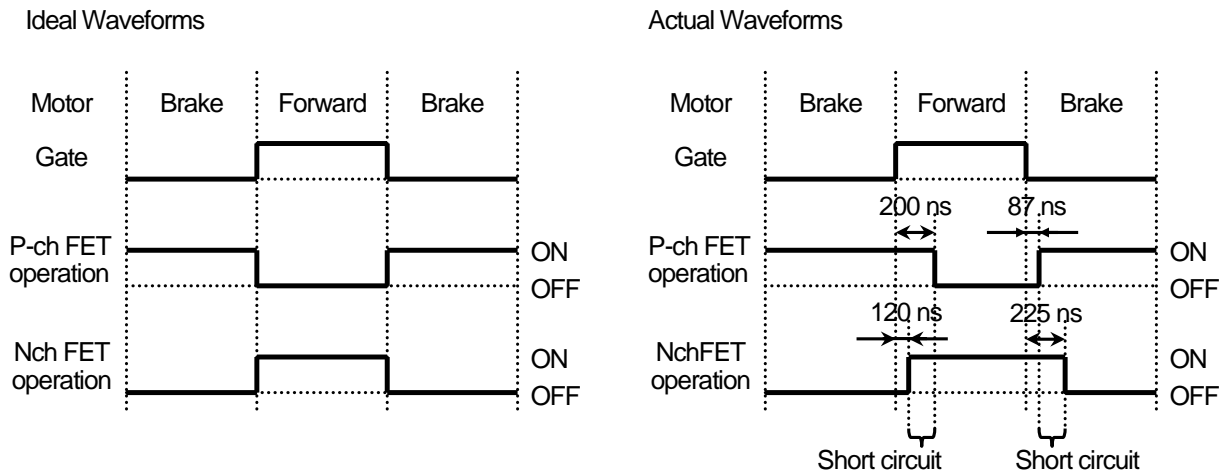 Ideal Waveforms
Motor Brake Forward Brake
Gate
P-ch FET
operation
ON
OFF
Nch FET
operation
ON
OFF
Actual Waveforms
Motor Brake Forward Brake
Gate
200 ns 87 ns
P-ch FET
operation
ON
OFF
120 ns 225 ns
NchFET
operation
ON
OFF
Short circuit Short circuit